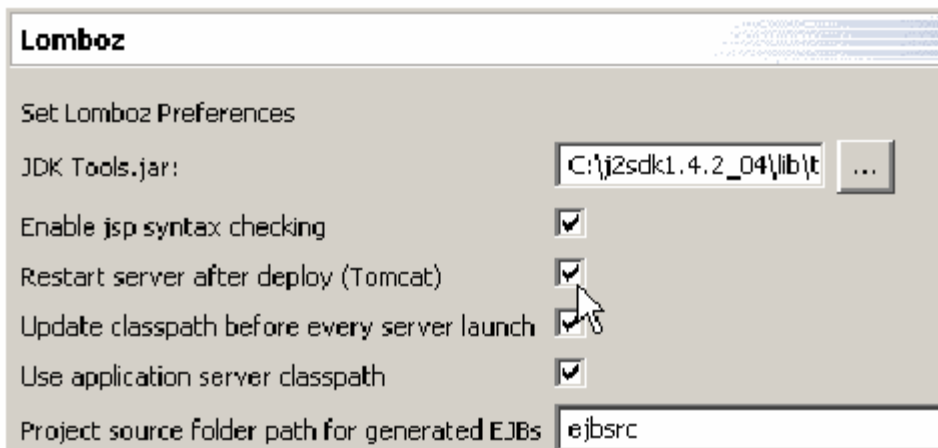 Lomboz
Set Lomboz Preferences
JDK Tools.jar: C:\j2sdk1.4.2_04\lib\t ...
Enable jsp syntax checking
Restart server after deploy (Tomcat)
Update classpath before every server launch
Use application server classpath
Project source folder path for generated EJBs ejbsrc